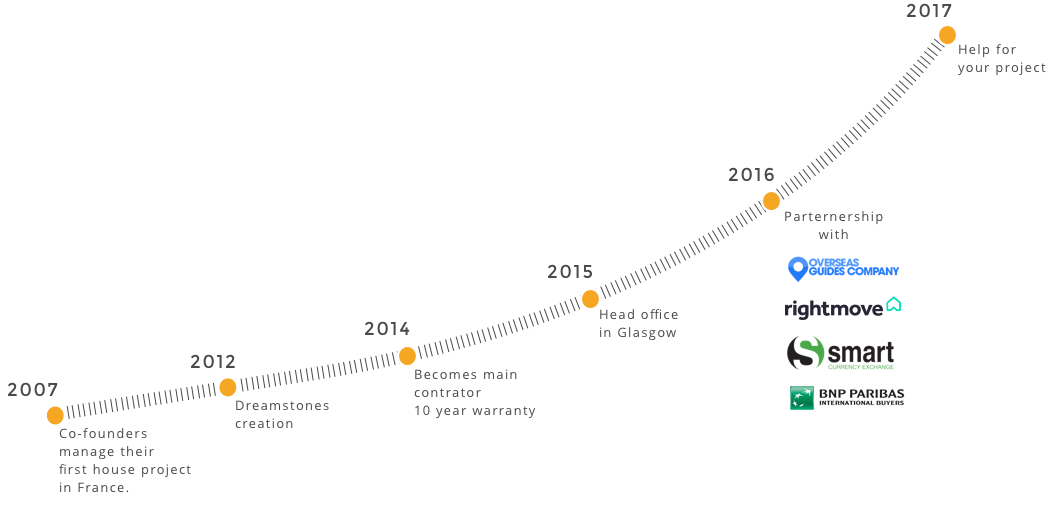 2007
Co-founders
manage their
first house project
in France.
2012
Dreamstones
creation
2014
Becomes main
contrator
10 year warranty
2015
Head office
in Glasgow
2016
Parternership
with
OVERSEAS
GUIDES COMPANY
rightmove
smart
CURRENCY EXCHANGE
BNP PARIBAS
INTERNATIONAL BUYERS
2017
Help for
your project